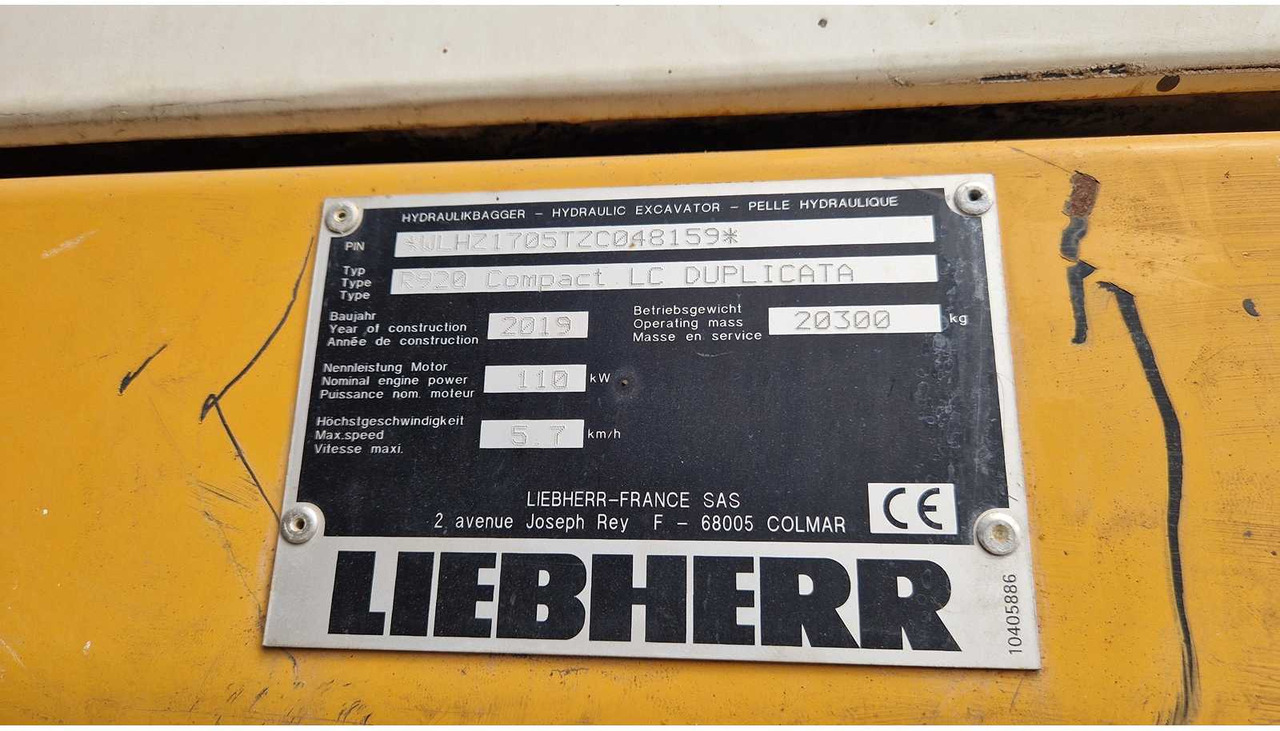 HYDRAULIKBAGGER - HYDRAULIC EXCAVATOR - PELLE HYDRAULIQUE
PIN *WLHZ1705TZC048159*
Typ
Type R920 Compact LC DUPLICATA
Type
Baujahr
Year of construction 2019
Année de construction
Betriebsgewicht
Operating mass 20300 kg
Masse en service
Nennleistung Motor
Nominal engine power 110 kW
Puissance nom. moteur
Höchstgeschwindigkeit
Max.speed 5.7 km/h
Vitesse maxi.
LIEBHERR-FRANCE SAS
2 avenue Joseph Rey F - 68005 COLMAR
CE
LIEBHERR
10405886